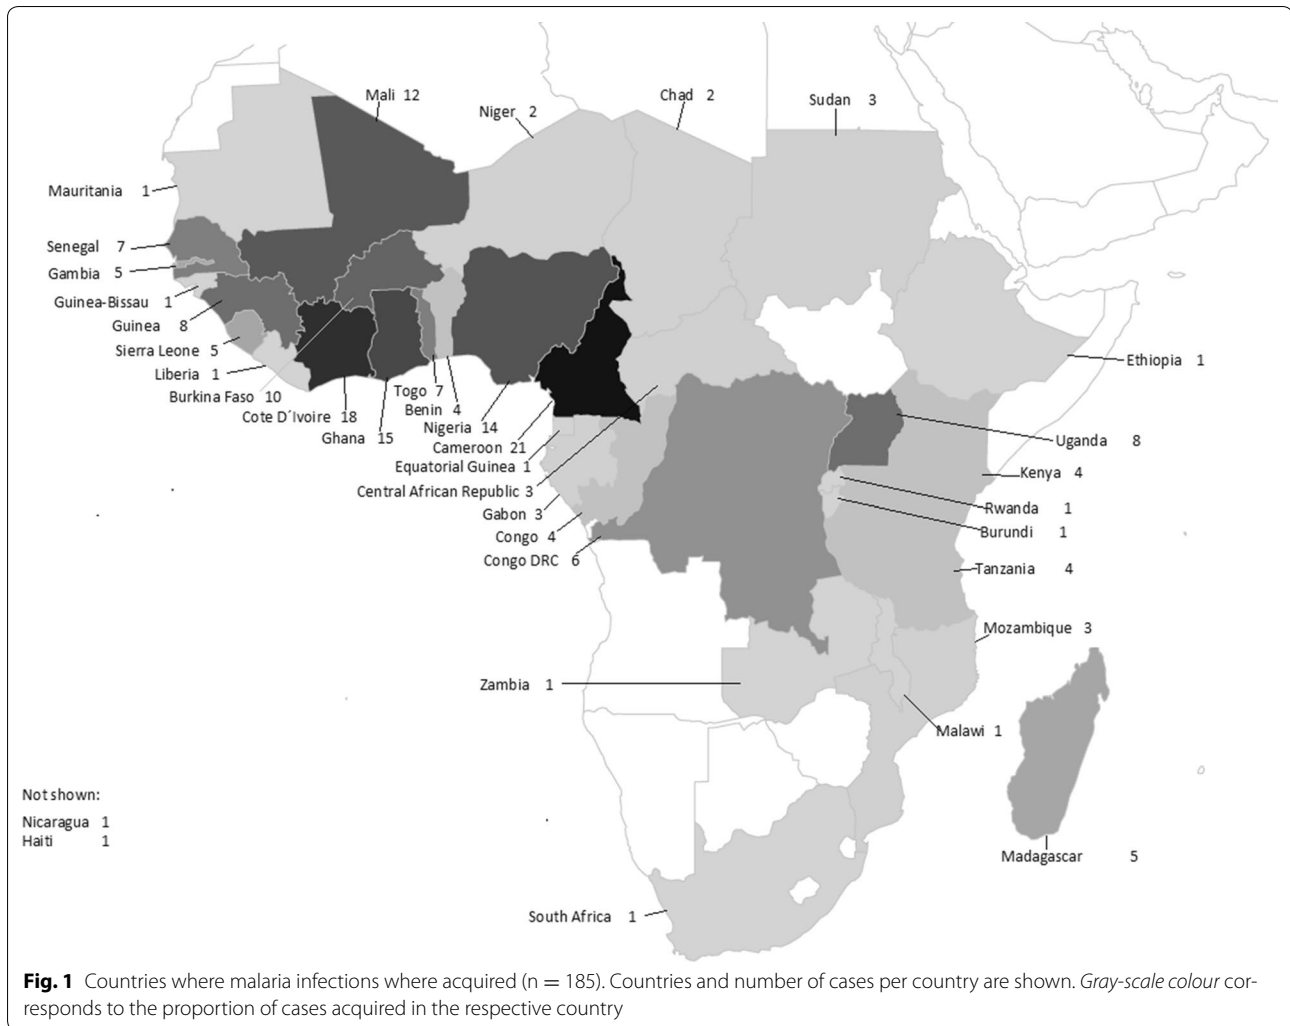 Mali 12
Niger 2
Chad 2
Sudan 3
Mauritania 1
Senegal 7
Gambia 5
Guinea-Bissau 1
Guinea 8
Sierra Leone 5
Liberia 1
Burkina Faso 10
Cote D´Ivoire 18
Ghana 15
Togo 7
Benin 4
Nigeria 14
Cameroon 21
Equatorial Guinea 1
Central African Republic 3
Gabon 3
Congo 4
Congo DRC 6
Ethiopia 1
Uganda 8
Kenya 4
Rwanda 1
Burundi 1
Tanzania 4
Mozambique 3
Zambia 1
Malawi 1
Madagascar 5
South Africa 1
Not shown:
Nicaragua 1
Haiti 1
Fig. 1 Countries where malaria infections where acquired (n = 185). Countries and number of cases per country are shown. Gray-scale colour cor-
responds to the proportion of cases acquired in the respective country